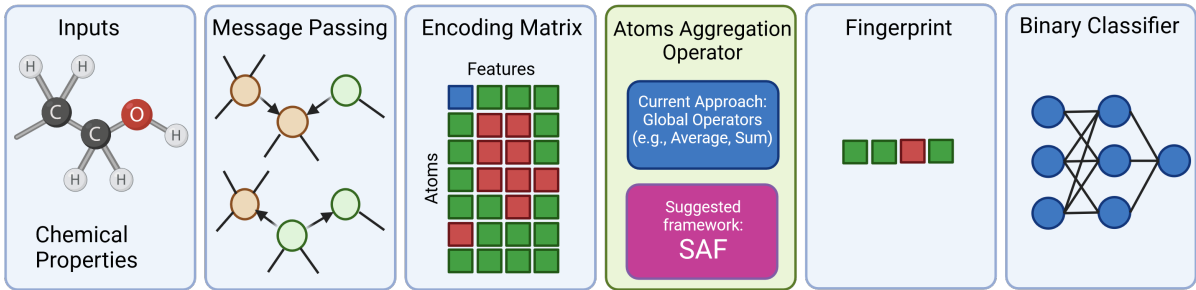 Inputs
H
H
C
O
C
H
H
H
Chemical
Properties
Message Passing
Encoding Matrix
Features
Atoms
Atoms Aggregation
Operator
Current Approach:
Global Operators
(e.g., Average, Sum)
Suggested
framework:
SAF
Fingerprint
Binary Classifier